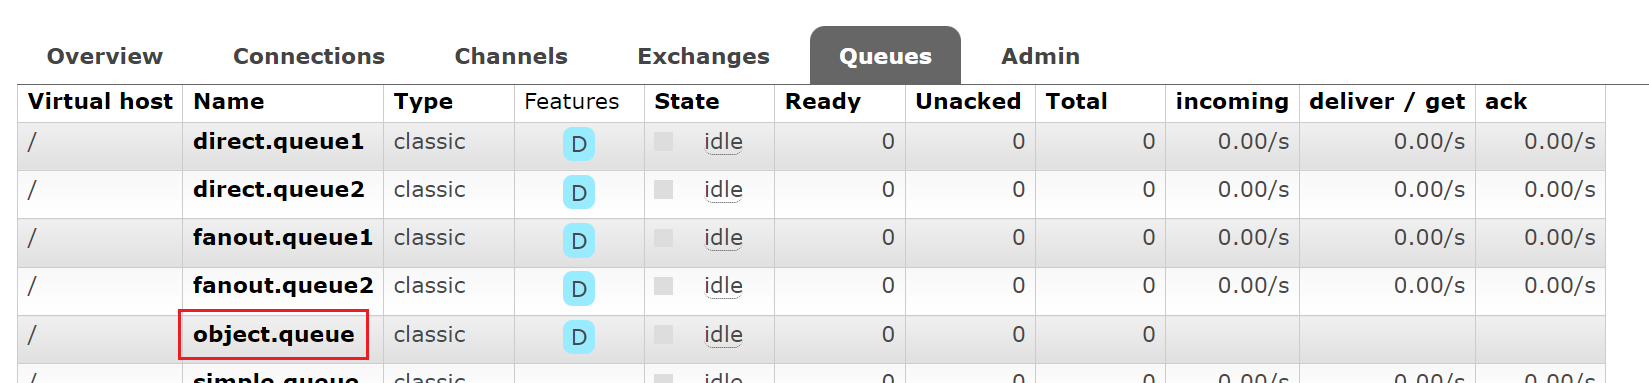 Overview Connections Channels Exchanges Queues Admin
Virtual host Name Type Features State Ready Unacked Total incoming deliver / get ack
/ direct.queue1 classic D idle 0 0 0 0.00/s 0.00/s 0.00/s
/ direct.queue2 classic D idle 0 0 0 0.00/s 0.00/s 0.00/s
/ fanout.queue1 classic D idle 0 0 0 0.00/s 0.00/s 0.00/s
/ fanout.queue2 classic D idle 0 0 0 0.00/s 0.00/s 0.00/s
/ object.queue classic D idle 0 0 0
/ simple.queue classic idle 0 0 0 0.00/s 0.00/s 0.00/s